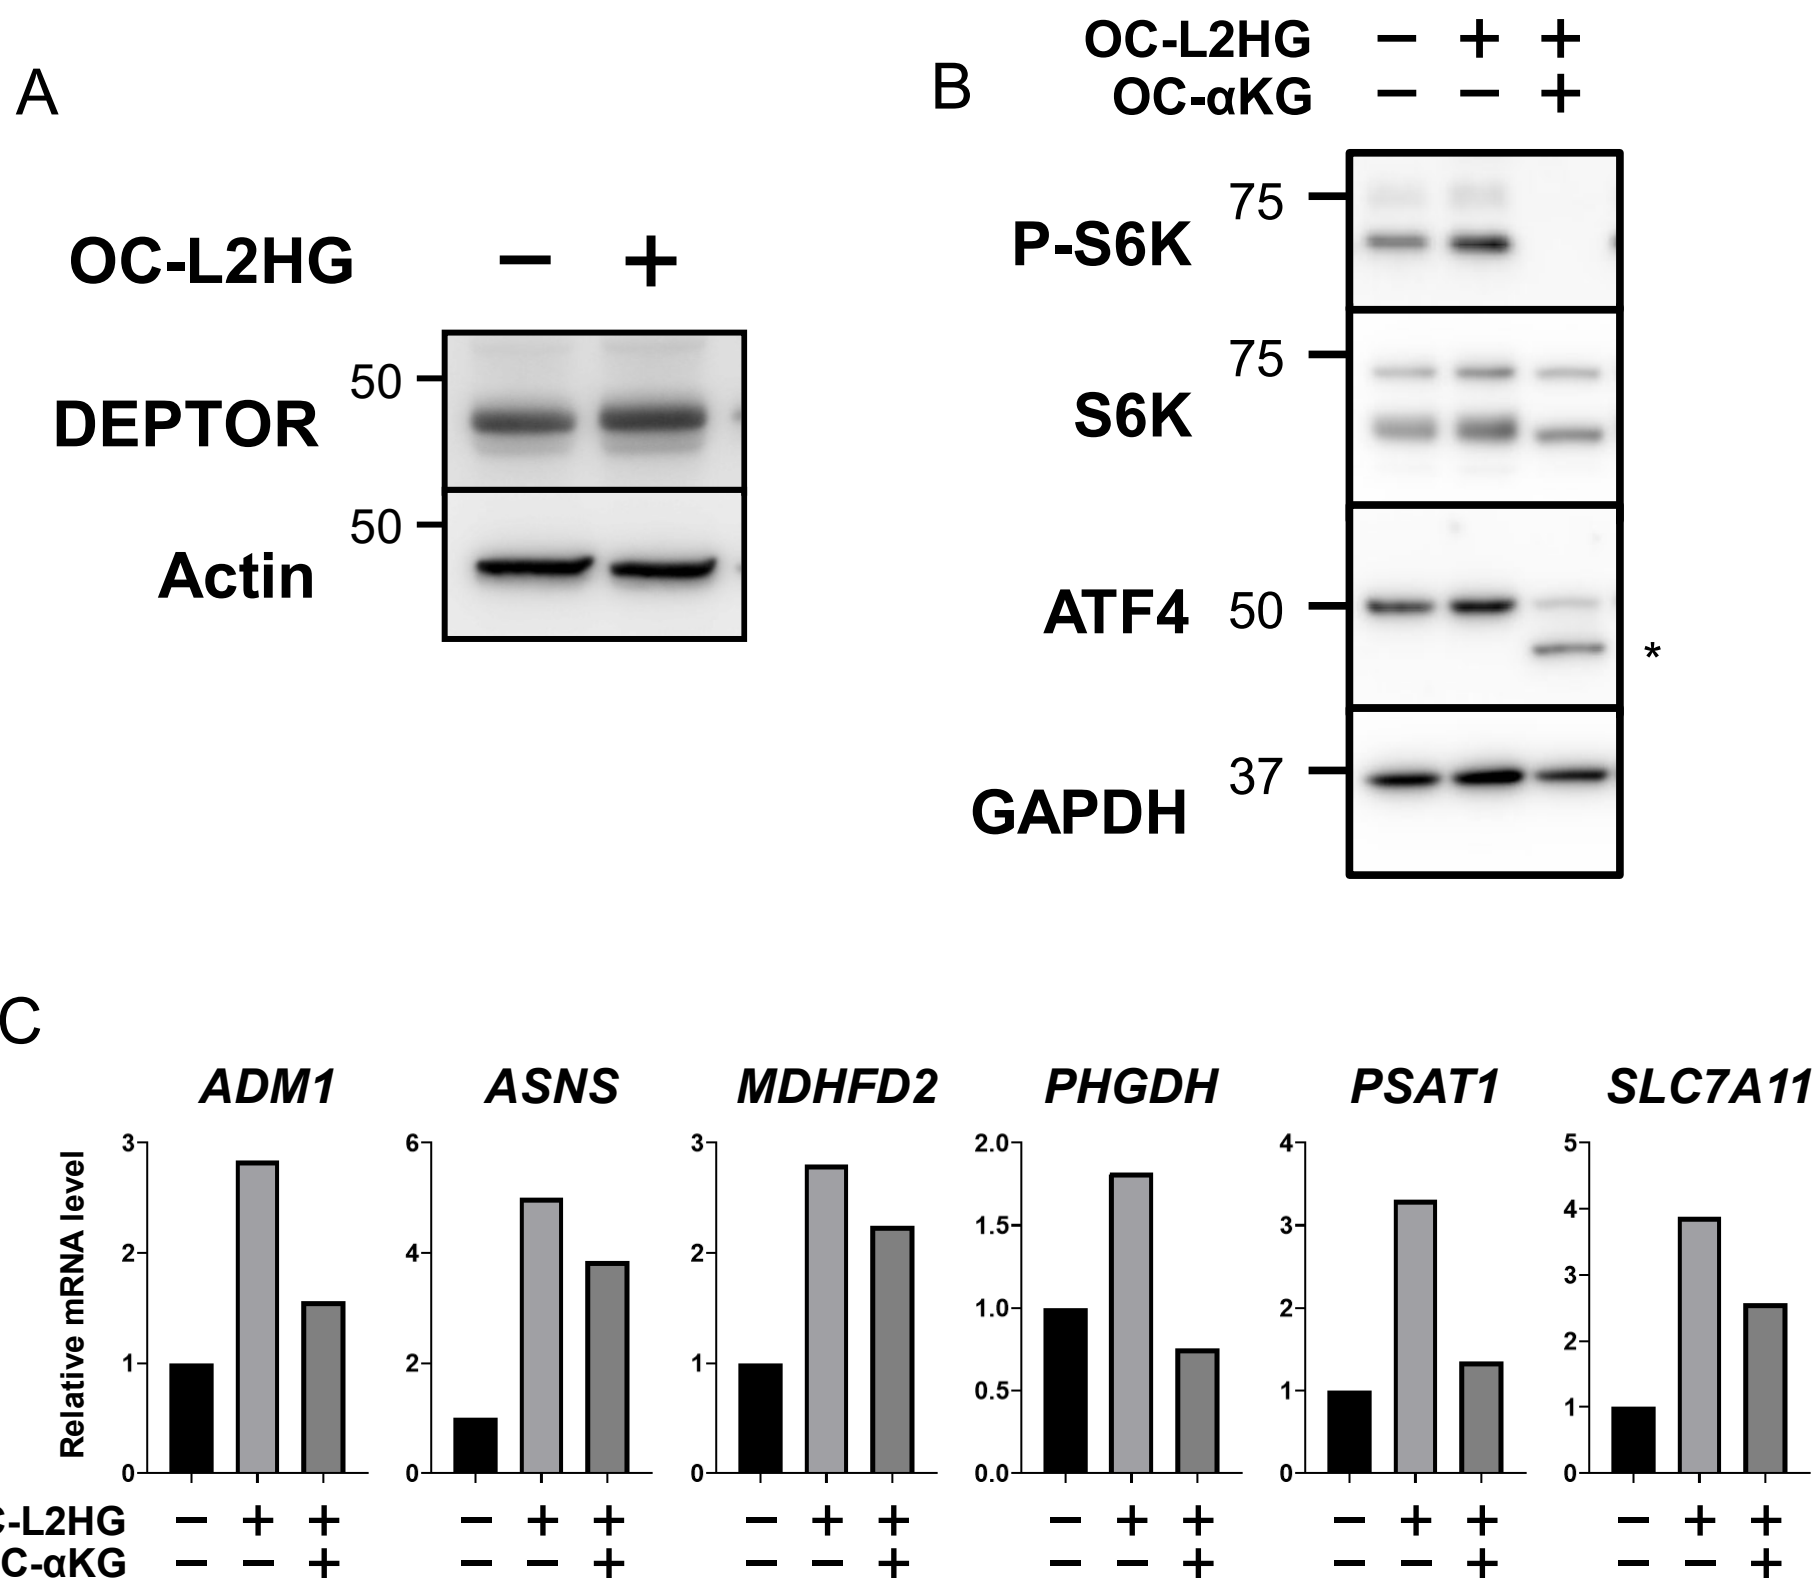 A
OC-L2HG − +
DEPTOR 50
Actin 50
B
OC-L2HG − + +
OC-αKG − − +
P-S6K 75
S6K 75
ATF4 50 *
GAPDH 37
C
ADM1 ASNS MDHFD2 PHGDH PSAT1 SLC7A11
Relative mRNA level
3 2 1 0
6 4 2 0
3 2 1 0
2.0 1.5 1.0 0.5 0.0
4 3 2 1 0
5 4 3 2 1 0
C-L2HG − + + − + + − + + − + + − + + − + +
C-αKG − − + − − + − − + − − + − − + − − +